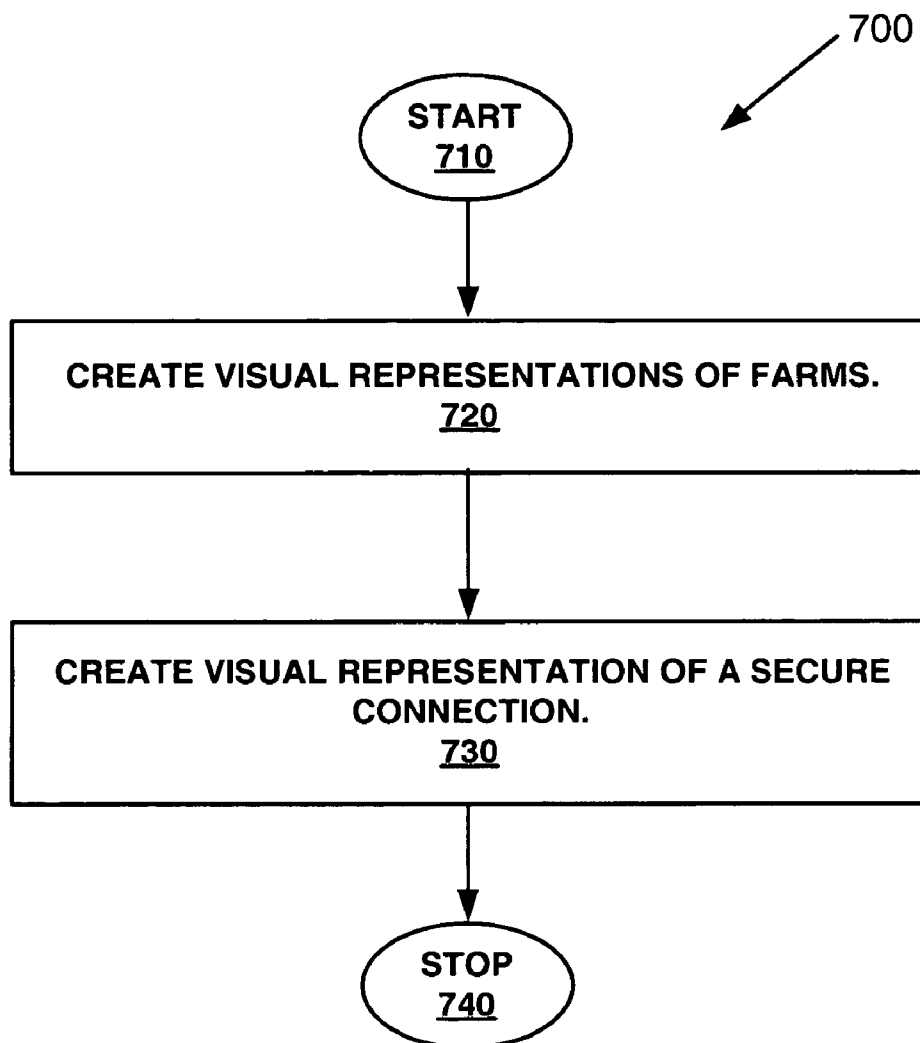 700
START
710
CREATE VISUAL REPRESENTATIONS OF FARMS.
720
CREATE VISUAL REPRESENTATION OF A SECURE
CONNECTION.
730
STOP
740